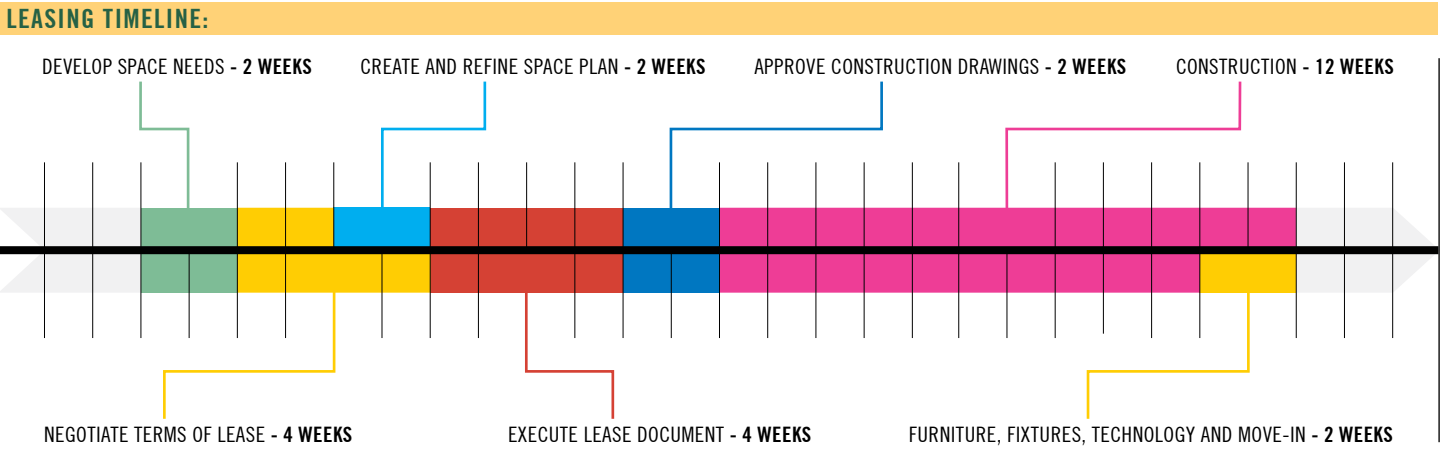 LEASING TIMELINE:
DEVELOP SPACE NEEDS - 2 WEEKS
CREATE AND REFINE SPACE PLAN - 2 WEEKS
APPROVE CONSTRUCTION DRAWINGS - 2 WEEKS
CONSTRUCTION - 12 WEEKS
NEGOTIATE TERMS OF LEASE - 4 WEEKS
EXECUTE LEASE DOCUMENT - 4 WEEKS
FURNITURE, FIXTURES, TECHNOLOGY AND MOVE-IN - 2 WEEKS